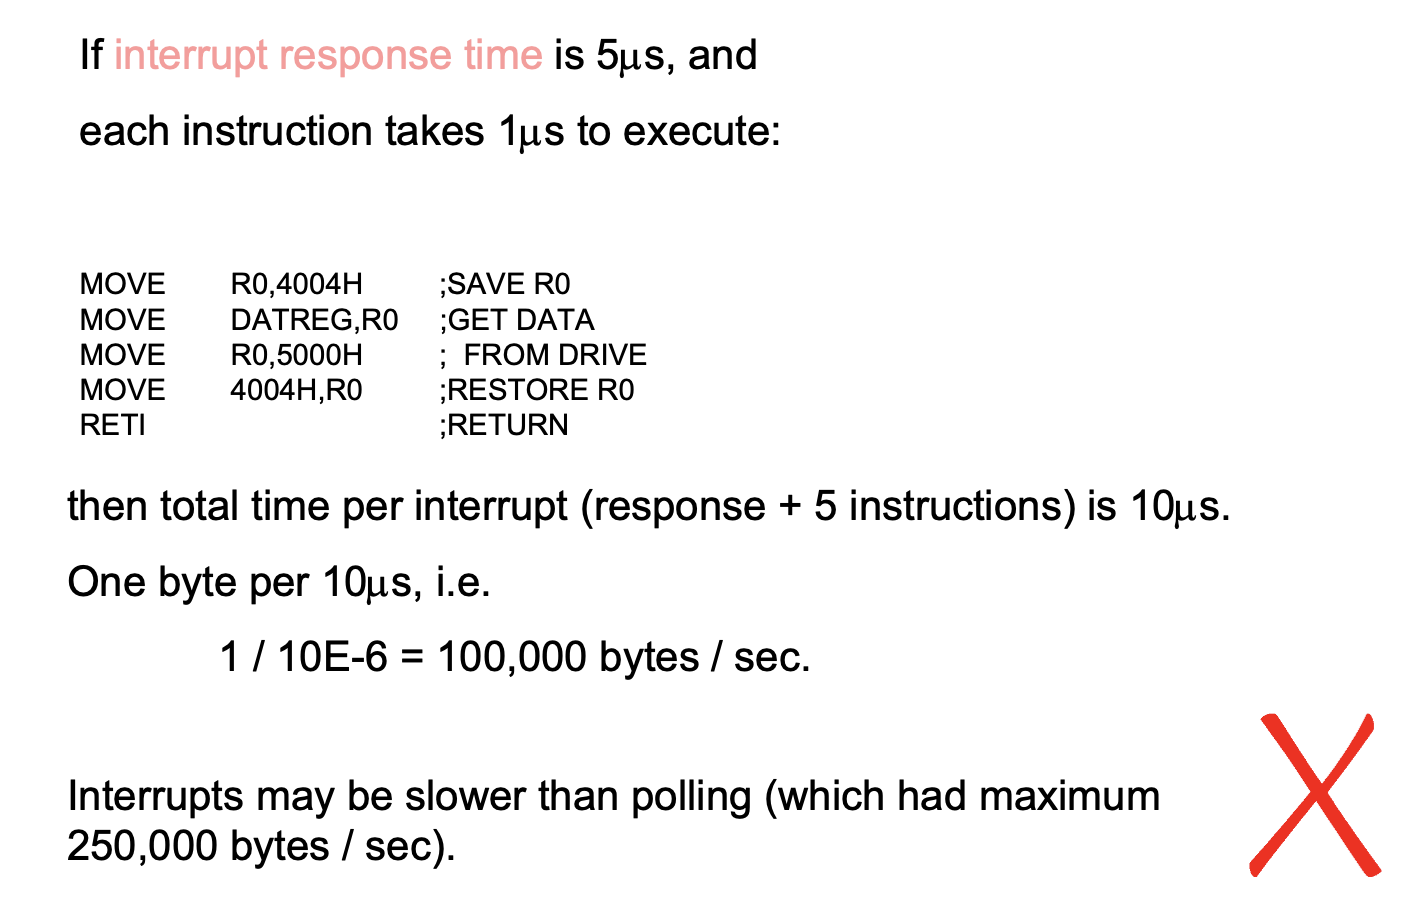 If interrupt response time is 5μs, and
each instruction takes 1μs to execute:
MOVE R0,4004H ;SAVE R0
MOVE DATREG,R0 ;GET DATA
MOVE R0,5000H ; FROM DRIVE
MOVE 4004H,R0 ;RESTORE R0
RETI ;RETURN
then total time per interrupt (response + 5 instructions) is 10μs.
One byte per 10μs, i.e.
1 / 10E-6 = 100,000 bytes / sec.
Interrupts may be slower than polling (which had maximum
250,000 bytes / sec).